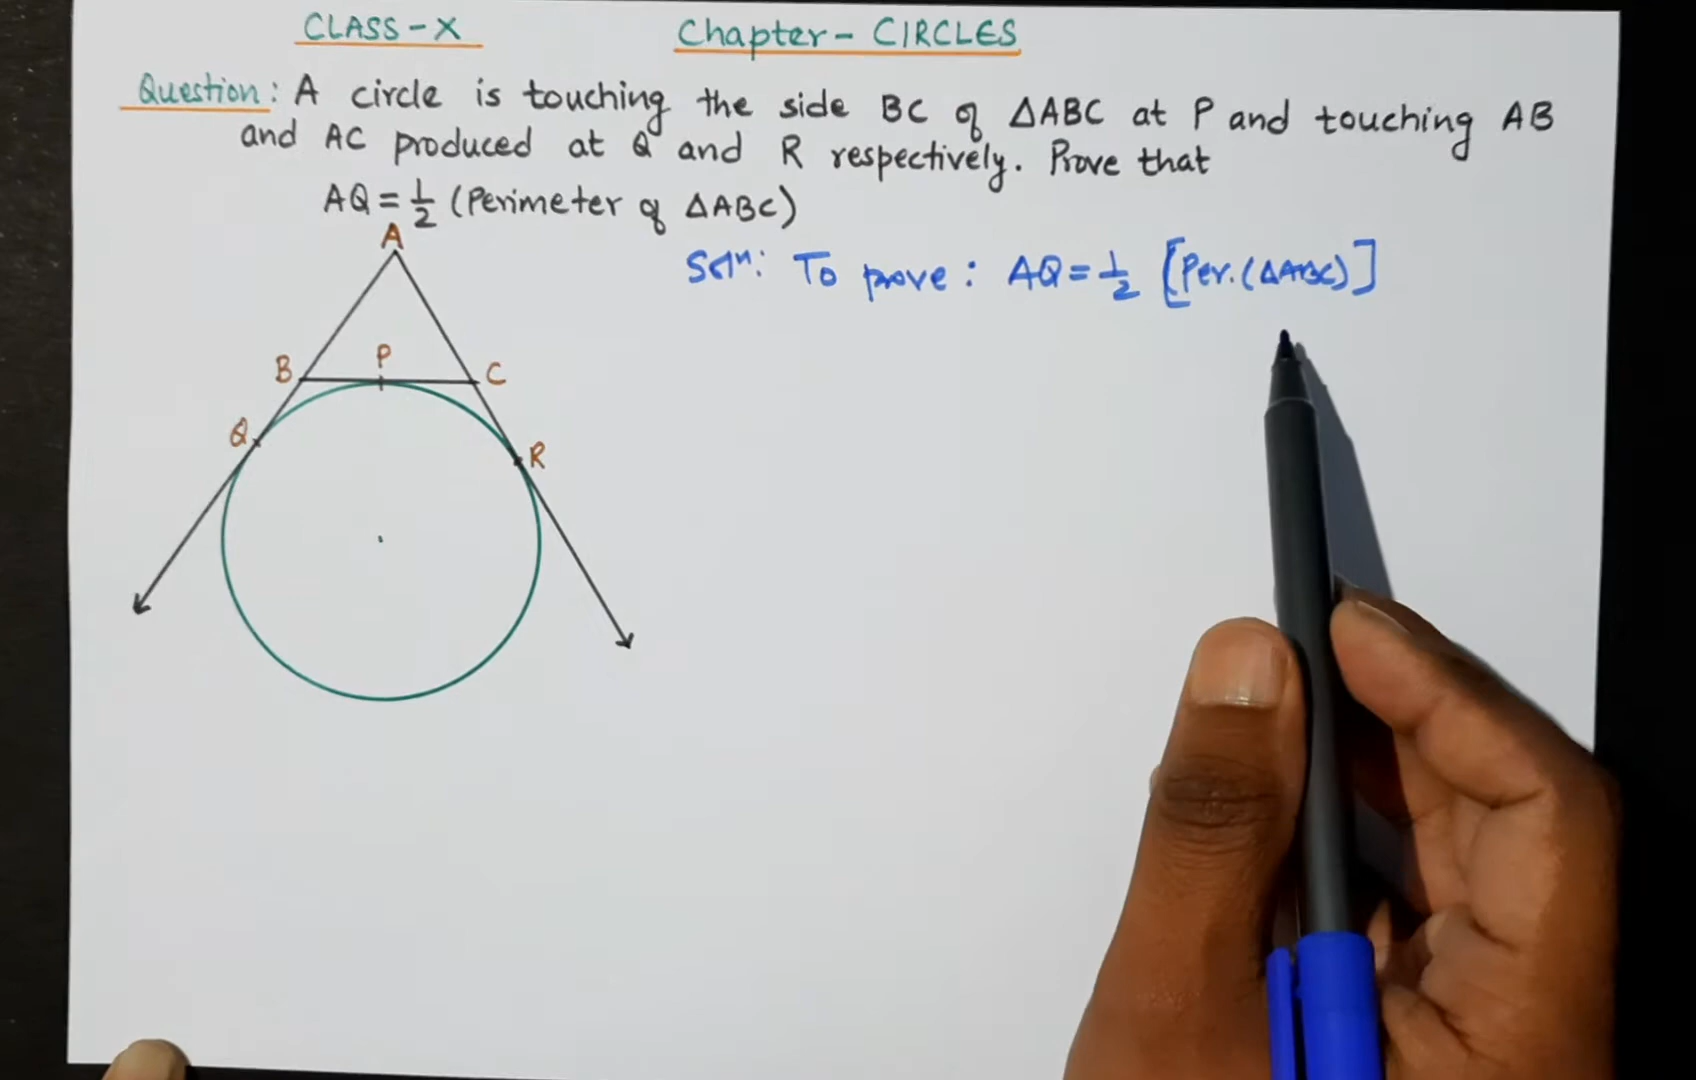 CLASS-X Chapter- CIRCLES
Question: A circle is touching the side BC of ΔABC at P and touching AB
and AC produced at Q and R respectively. Prove that
AQ = 1/2 (Perimeter of ΔABC)
A
Solⁿ: To prove: AQ = 1/2 [Per. (ΔABC)]
B P C
Q R